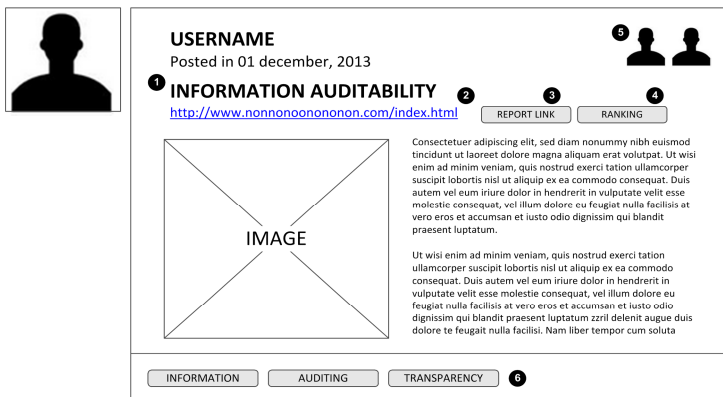 USERNAME
5
Posted in 01 december, 2013
1
INFORMATION AUDITABILITY
2
3
4
http://www.nonnonoonononon.com/index.html
REPORT LINK
RANKING
IMAGE
Consectetuer adipiscing elit, sed diam nonummy nibh euismod
tincidunt ut laoreet dolore magna aliquam erat volutpat. Ut wisi
enim ad minim veniam, quis nostrud exerci tation ullamcorper
suscipit lobortis nisl ut aliquip ex ea commodo consequat. Duis
autem vel eum iriure dolor in hendrerit in vulputate velit esse
molestie consequat, vel illum dolore eu feugiat nulla facilisis at
vero eros et accumsan et iusto odio dignissim qui blandit
praesent luptatum.
Ut wisi enim ad minim veniam, quis nostrud exerci tation
ullamcorper suscipit lobortis nisl ut aliquip ex ea commodo
consequat. Duis autem vel eum iriure dolor in hendrerit in
vulputate velit esse molestie consequat, vel illum dolore eu
feugiat nulla facilisis at vero eros et accumsan et iusto odio
dignissim qui blandit praesent luptatum zzril delenit augue duis
dolore te feugait nulla facilisi. Nam liber tempor cum soluta
INFORMATION
AUDITING
TRANSPARENCY
6